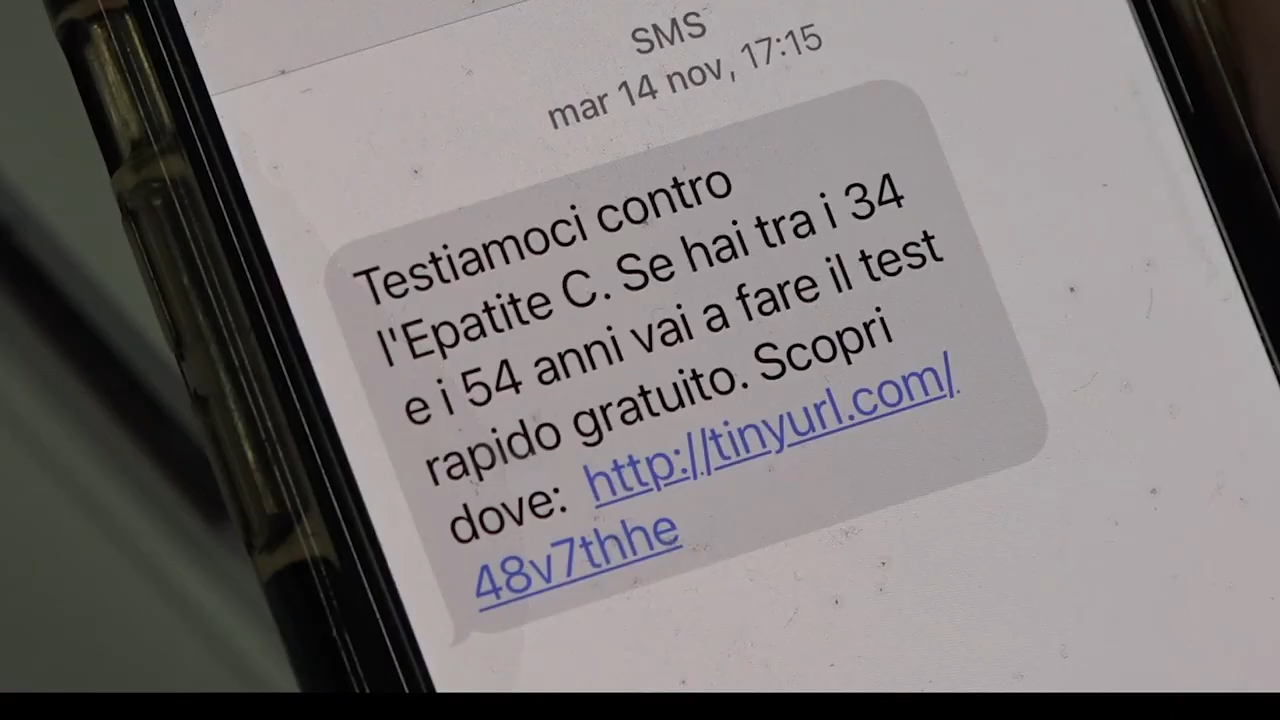 SMS
mar 14 nov, 17:15
Testiamoci contro
l'Epatite C. Se hai tra i 34
e i 54 anni vai a fare il test
rapido gratuito. Scopri
dove: http://tinyurl.com/
48v7thhe